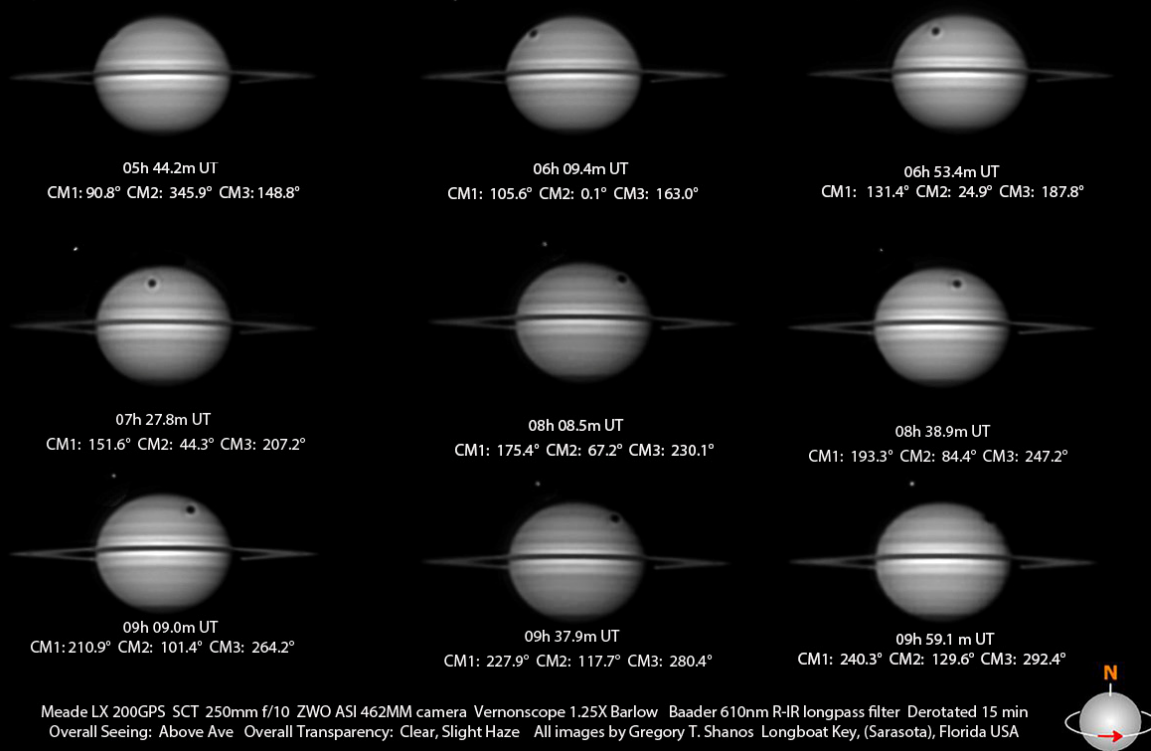 05h 44.2m UT
CM1: 90.8° CM2: 345.9° CM3: 148.8°
06h 09.4m UT
CM1: 105.6° CM2: 0.1° CM3: 163.0°
06h 53.4m UT
CM1: 131.4° CM2: 24.9° CM3: 187.8°
07h 27.8m UT
CM1: 151.6° CM2: 44.3° CM3: 207.2°
08h 08.5m UT
CM1: 175.4° CM2: 67.2° CM3: 230.1°
08h 38.9m UT
CM1: 193.3° CM2: 84.4° CM3: 247.2°
09h 09.0m UT
CM1: 210.9° CM2: 101.4° CM3: 264.2°
09h 37.9m UT
CM1: 227.9° CM2: 117.7° CM3: 280.4°
09h 59.1 m UT
CM1: 240.3° CM2: 129.6° CM3: 292.4°
N
Meade LX 200GPS SCT 250mm f/10 ZWO ASI 462MM camera Vernonscope 1.25X Barlow Baader 610nm R-IR longpass filter Derotated 15 min
Overall Seeing: Above Ave Overall Transparency: Clear, Slight Haze All images by Gregory T. Shanos Longboat Key, (Sarasota), Florida USA